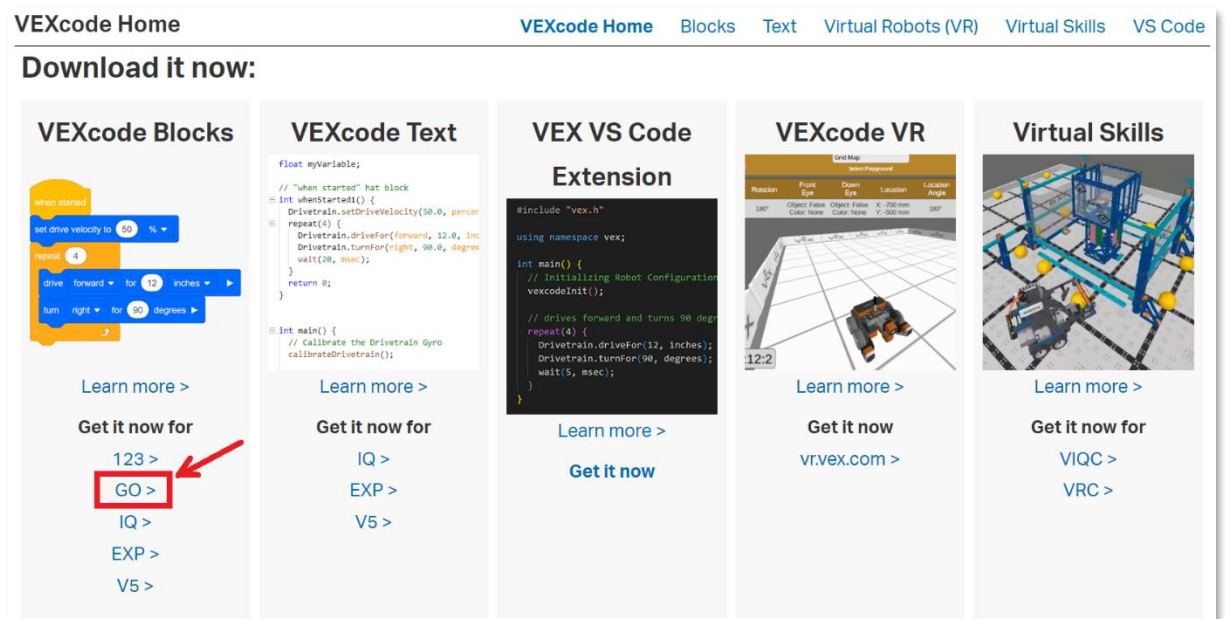 VEXcode Home
VEXcode Home Blocks Text Virtual Robots (VR) Virtual Skills VS Code
Download it now:
VEXcode Blocks
when started
set drive velocity to 50 %
repeat 4
drive forward for 12 inches
turn right for 90 degrees
Learn more >
Get it now for
123 >
GO >
IQ >
EXP >
V5 >
VEXcode Text
float myVariable;
// "when started" hat block
int whenStarted1() {
Drivetrain.setDriveVelocity(50.0, percen
repeat(4) {
Drivetrain.driveFor(forward, 12.0, inc
Drivetrain.turnFor(right, 90.0, degree
wait(20, msec);
}
return 0;
}
int main() {
// Calibrate the Drivetrain Gyro
calibrateDrivetrain();
Learn more >
Get it now for
IQ >
EXP >
V5 >
VEX VS Code
Extension
#include "vex.h"
using namespace vex;
int main() {
// Initializing Robot Configuration
vexcodeInit();
// drives forward and turns 90 degr
repeat(4) {
Drivetrain.driveFor(12, inches);
Drivetrain.turnFor(90, degrees);
wait(5, msec);
}
}
Learn more >
Get it now
VEXcode VR
Grid Map
Select Playground
Rotation Front Eye Down Eye Location Location Angle
180° Object: False Color: None Object: False Color: None X: -700 mm Y: -500 mm 180°
12:2
Learn more >
Get it now
vr.vex.com >
Virtual Skills
Learn more >
Get it now for
VIQC >
VRC >